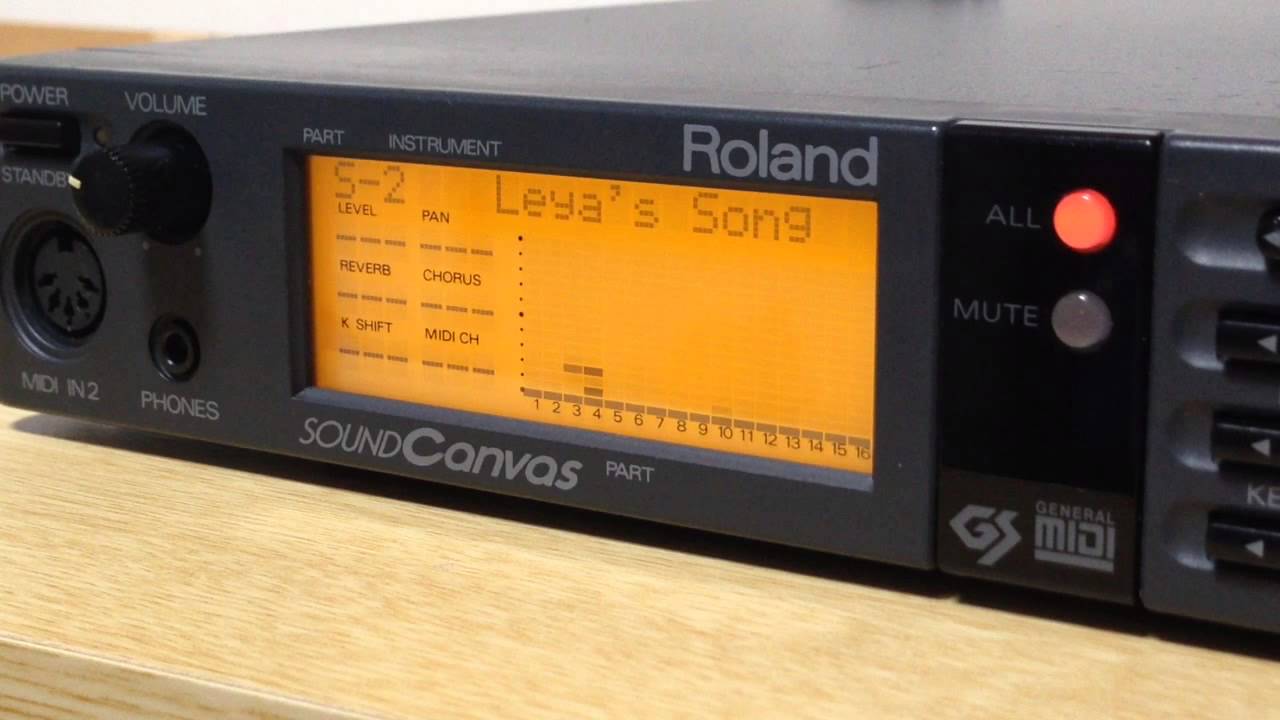 POWER
VOLUME
STANDBY
MIDI IN 2
PHONES
PART INSTRUMENT
Roland
S-2 Leya's Song
LEVEL PAN
REVERB CHORUS
K SHIFT MIDI CH
1 2 3 4 5 6 7 8 9 10 11 12 13 14 15 16
SOUND Canvas PART
ALL
MUTE
GS GENERAL MIDI
KE